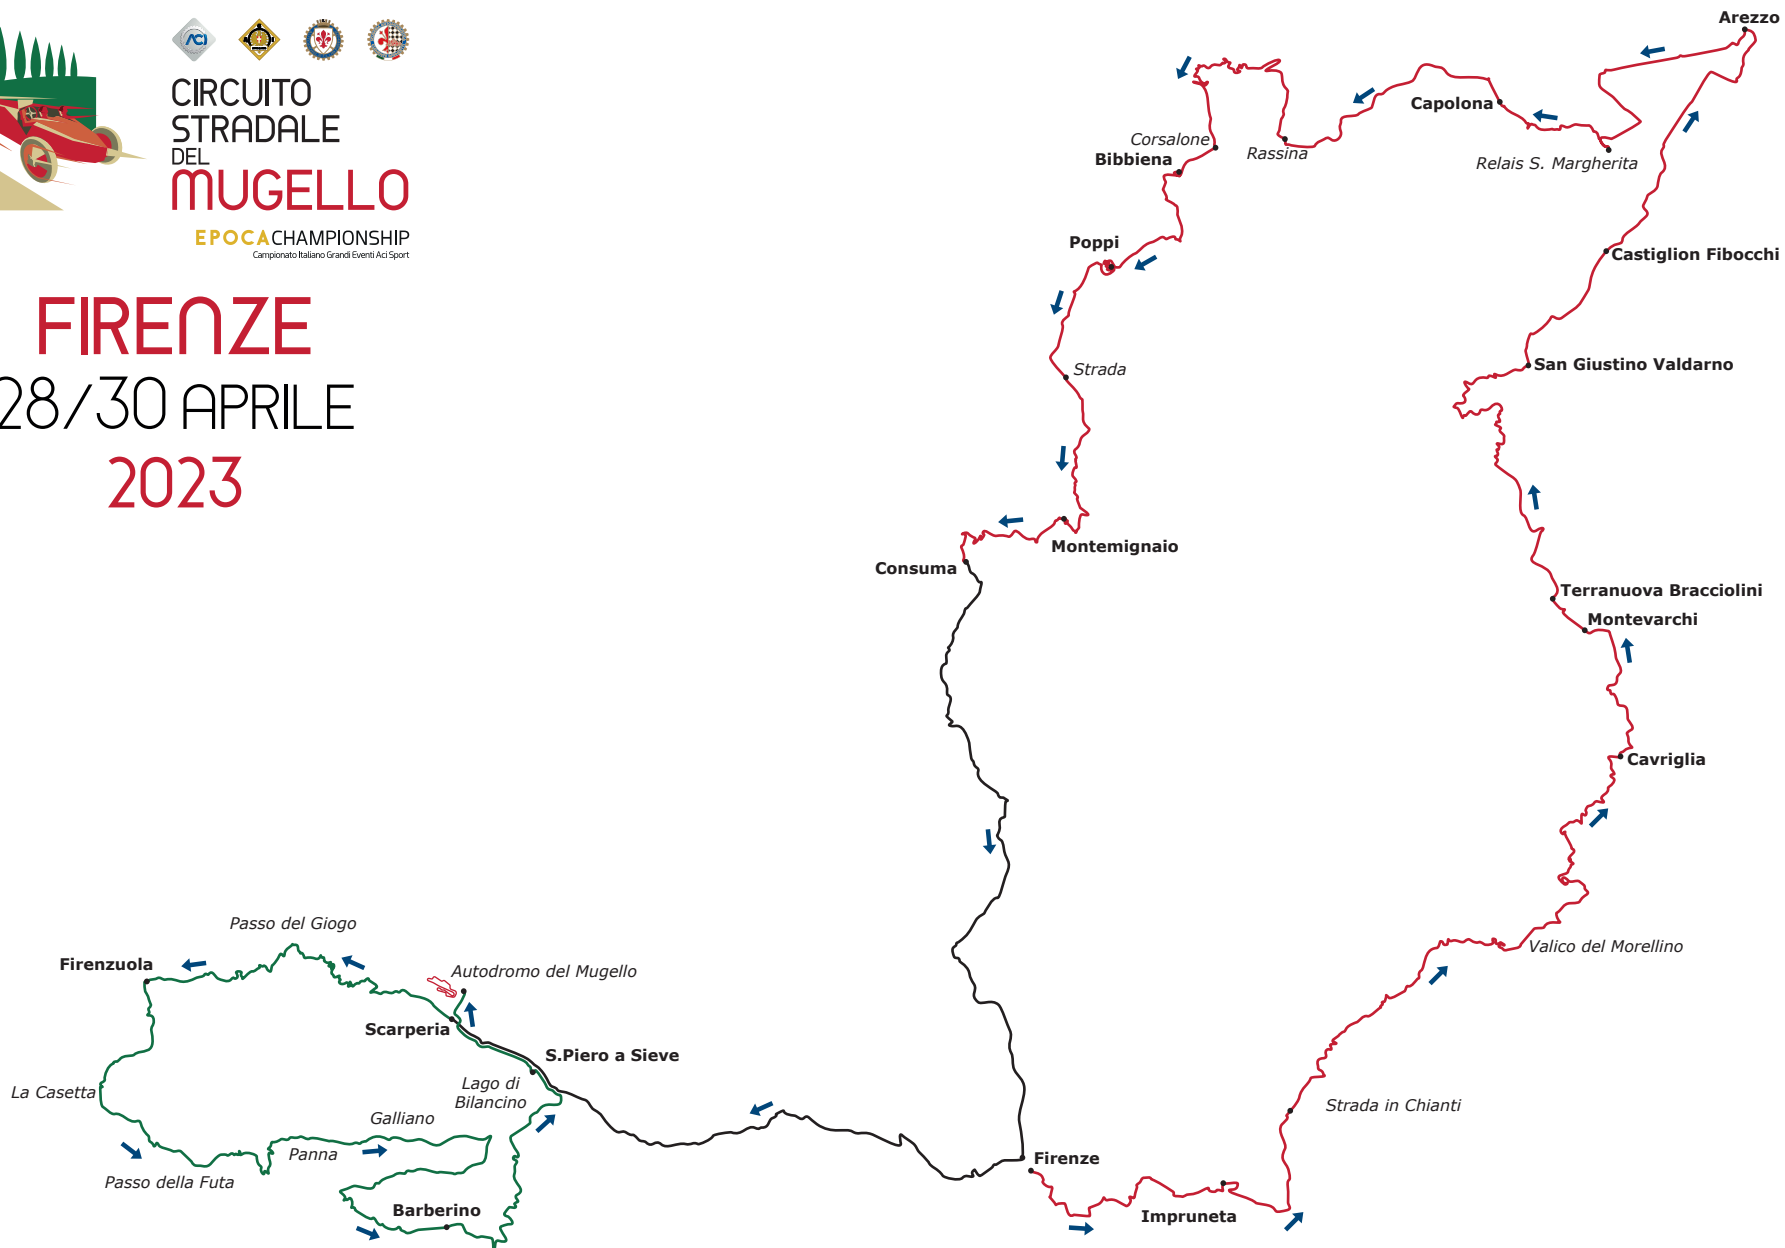 ACI
CIRCUITO
STRADALE
DEL
MUGELLO
EPOCACHAMPIONSHIP
Campionato Italiano Grandi Eventi Aci Sport
FIRENZE
28/30 APRILE
2023
Arezzo
Capolona
Corsalone
Bibbiena
Rassina
Relais S. Margherita
Poppi
Castiglion Fibocchi
Strada
San Giustino Valdarno
Montemignaio
Consuma
Terranuova Bracciolini
Montevarchi
Cavriglia
Passo del Giogo
Valico del Morellino
Firenzuola
Autodromo del Mugello
Scarperia
S.Piero a Sieve
La Casetta
Lago di
Bilancino
Strada in Chianti
Galliano
Panna
Firenze
Passo della Futa
Barberino
Impruneta